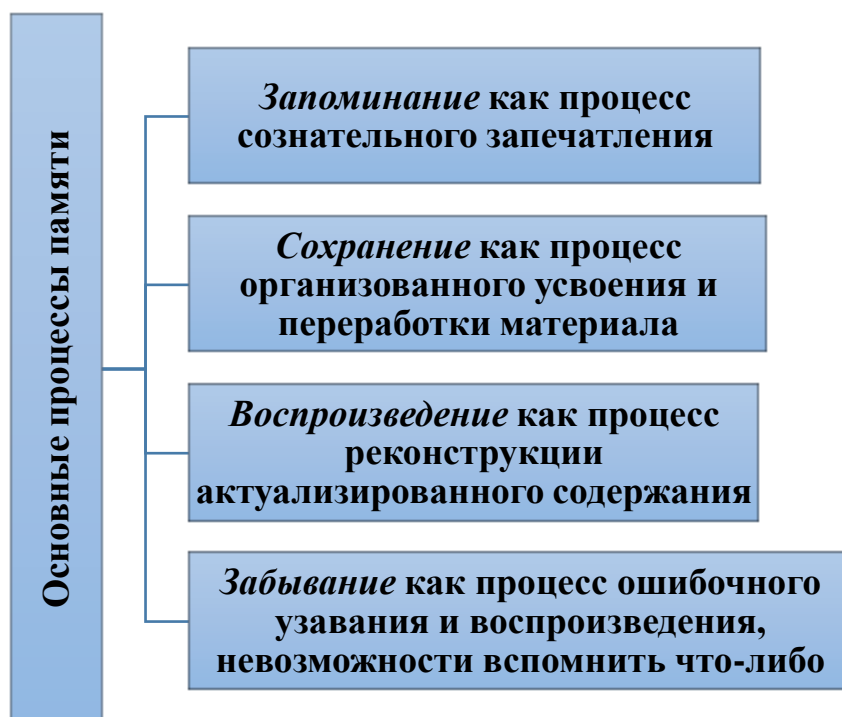 Основные процессы памяти
Запоминание как процесс
сознательного запечатления
Сохранение как процесс
организованного усвоения и
переработки материала
Воспроизведение как процесс
реконструкции
актуализированного содержания
Забывание как процесс ошибочного
узавания и воспроизведения,
невозможности вспомнить что-либо